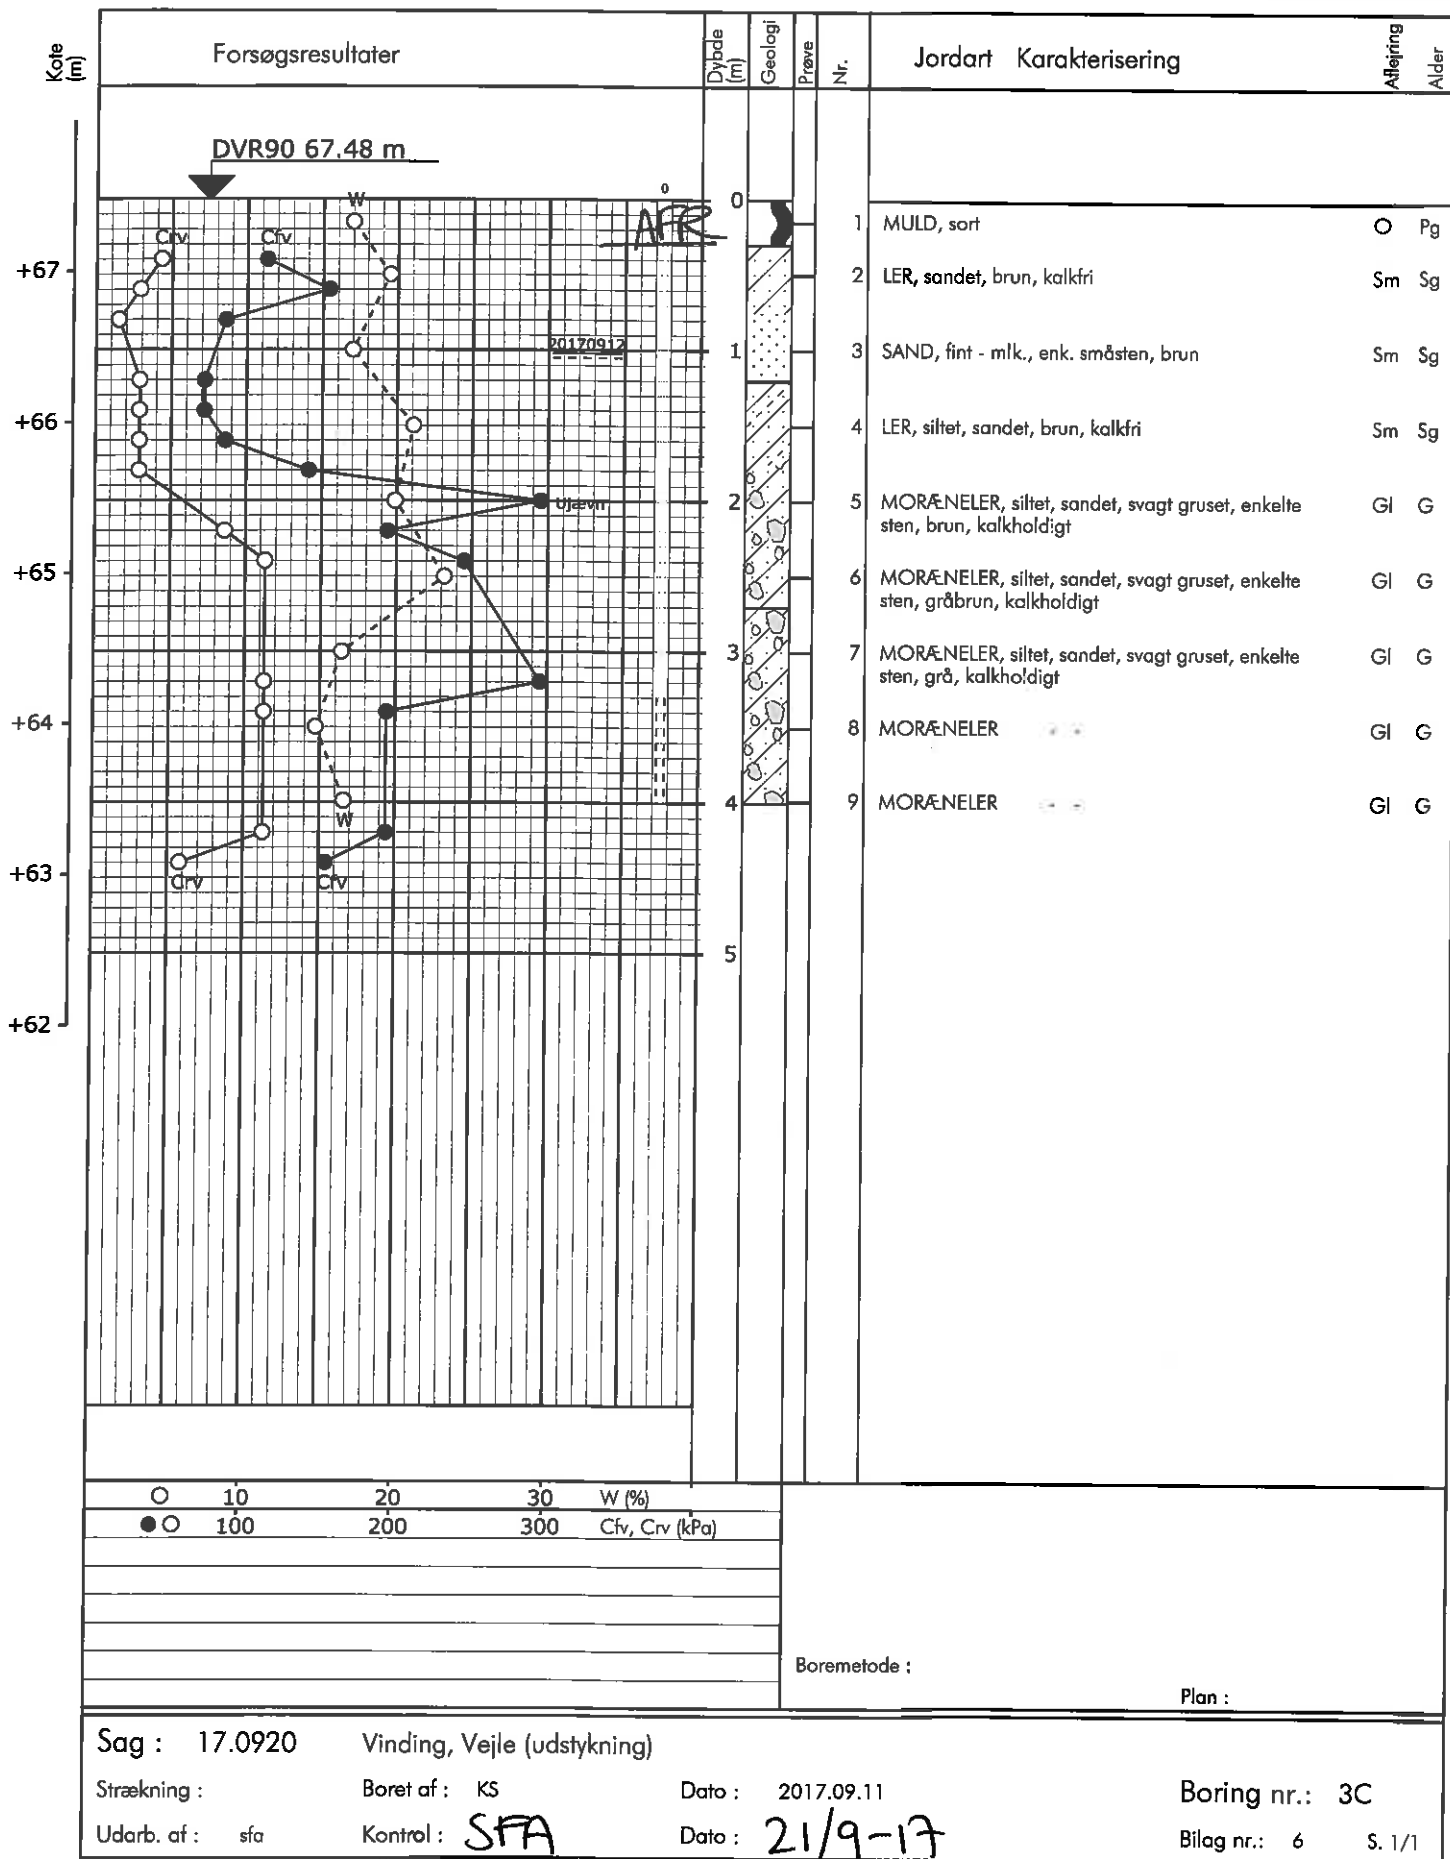 Kote (m)
Forsøgsresultater
Dybde (m)
Geologi
Prøve
Nr.
Jordart Karakterisering
Aflejring
Alder
DVR90 67.48 m
W
0
0
AFR
Crv
Cfv
1 MULD, sort O Pg
+67
2 LER, sandet, brun, kalkfri Sm Sg
20170912
1
3 SAND, fint - mlk., enk. småsten, brun Sm Sg
+66
4 LER, siltet, sandet, brun, kalkfri Sm Sg
Ujævn
2
5 MORÆNELER, siltet, sandet, svagt gruset, enkelte Gl G
sten, brun, kalkholdigt
+65
6 MORÆNELER, siltet, sandet, svagt gruset, enkelte Gl G
sten, gråbrun, kalkholdigt
3
7 MORÆNELER, siltet, sandet, svagt gruset, enkelte Gl G
sten, grå, kalkholdigt
+64
8 MORÆNELER " " Gl G
4
9 MORÆNELER " " Gl G
W
+63
Crv
Cfv
5
+62
10 20 30 W (%)
100 200 300 Cfv, Crv (kPa)
Boremetode :
Plan :
Sag : 17.0920 Vinding, Vejle (udstykning)
Strækning : Boret af : KS Dato : 2017.09.11 Boring nr.: 3C
Udarb. af : sfa Kontrol : SFA Dato : 21/9-17 Bilag nr.: 6 S. 1/1